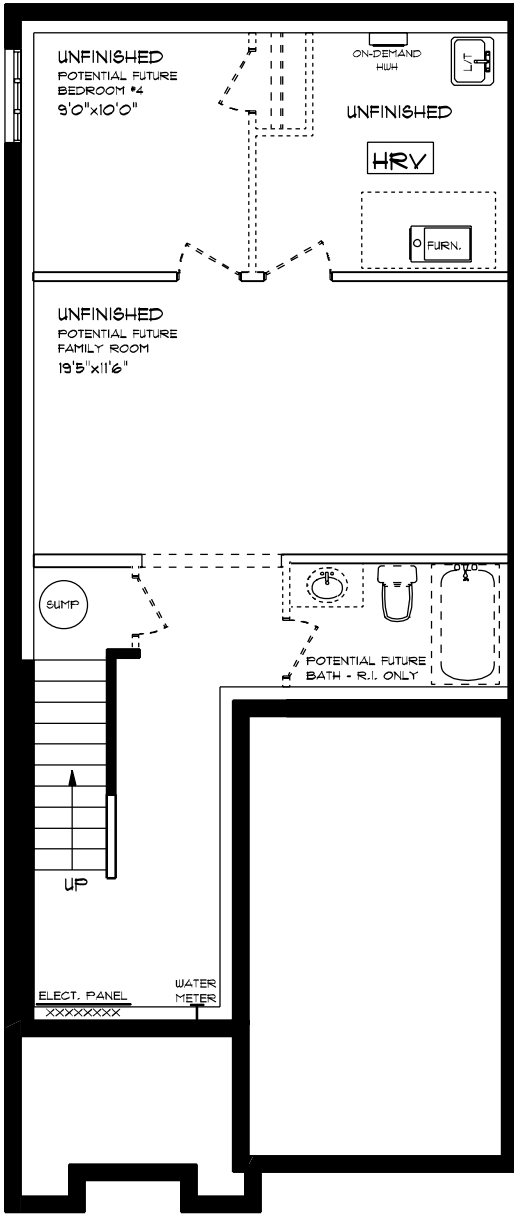 UNFINISHED
POTENTIAL FUTURE
BEDROOM #4
9'0"x10'0"
ON-DEMAND
HWH
L/T
UNFINISHED
HRV
FURN.
UNFINISHED
POTENTIAL FUTURE
FAMILY ROOM
19'5"x11'6"
SUMP
POTENTIAL FUTURE
BATH - R.I. ONLY
UP
WATER
METER
ELECT. PANEL
XXXXXXXX